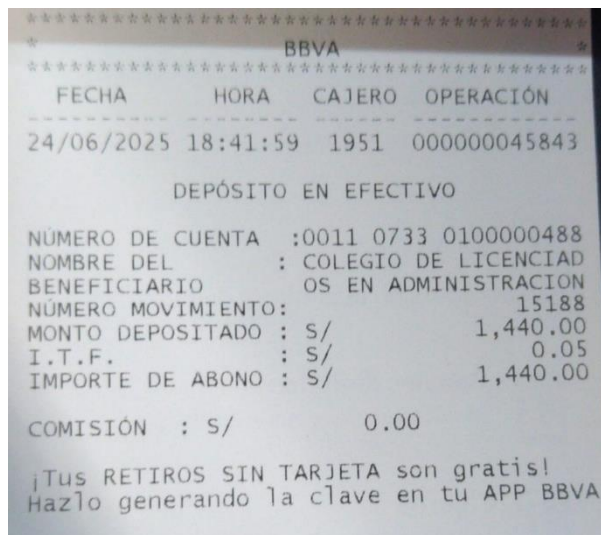 ****************************************
* BBVA *
****************************************
FECHA HORA CAJERO OPERACIÓN
24/06/2025 18:41:59 1951 000000045843
DEPÓSITO EN EFECTIVO
NÚMERO DE CUENTA :0011 0733 0100000488
NOMBRE DEL : COLEGIO DE LICENCIAD
BENEFICIARIO OS EN ADMINISTRACION
NÚMERO MOVIMIENTO: 15188
MONTO DEPOSITADO : S/ 1,440.00
I.T.F. : S/ 0.05
IMPORTE DE ABONO : S/ 1,440.00
COMISIÓN : S/ 0.00
¡Tus RETIROS SIN TARJETA son gratis!
Hazlo generando la clave en tu APP BBVA